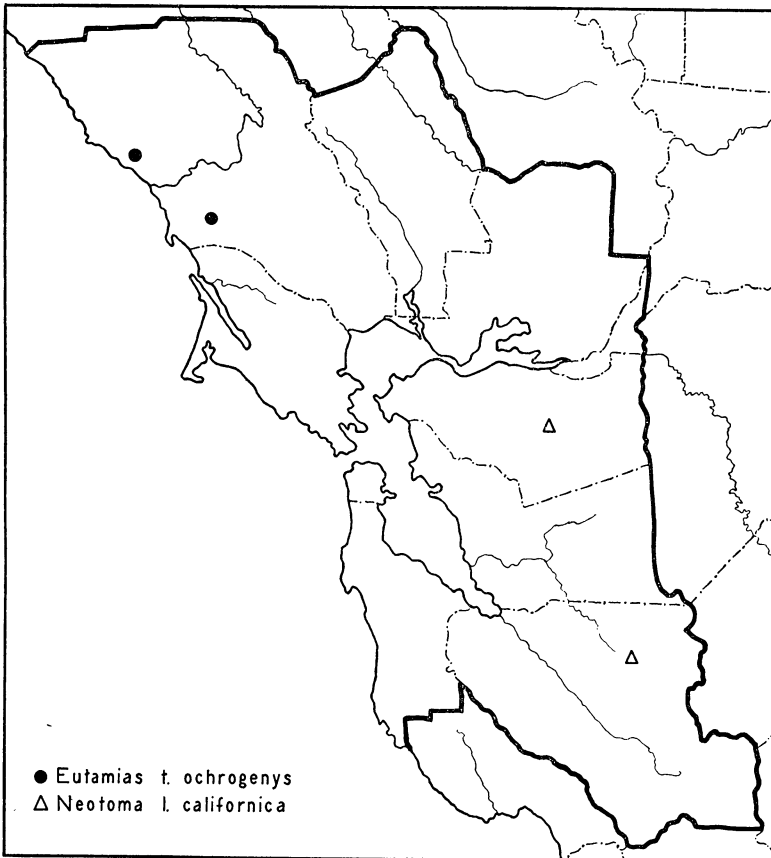 ● Eutamias t. ochrogenys
△ Neotoma l. californica